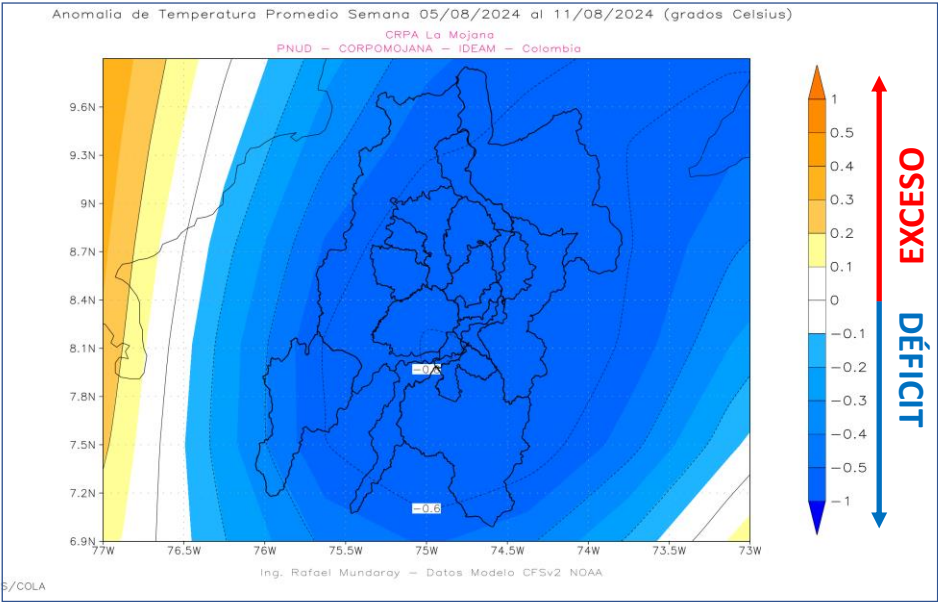 Anomalia de Temperatura Promedio Semana 05/08/2024 al 11/08/2024 (grados Celsius)
CRPA La Mojana
PNUD — CORPOMOJANA — IDEAM — Colombia
9.6N
9.3N
9N
8.7N
8.4N
8.1N
7.8N
7.5N
7.2N
6.9N
77W 76.5W 76W 75.5W 75W 74.5W 74W 73.5W 73W
−0.6
1
0.5
0.4
0.3
0.2
0.1
0
−0.1
−0.2
−0.3
−0.4
−0.5
−1
EXCESO
DÉFICIT
Ing. Rafael Mundaray — Datos Modelo CFSv2 NOAA
S/COLA